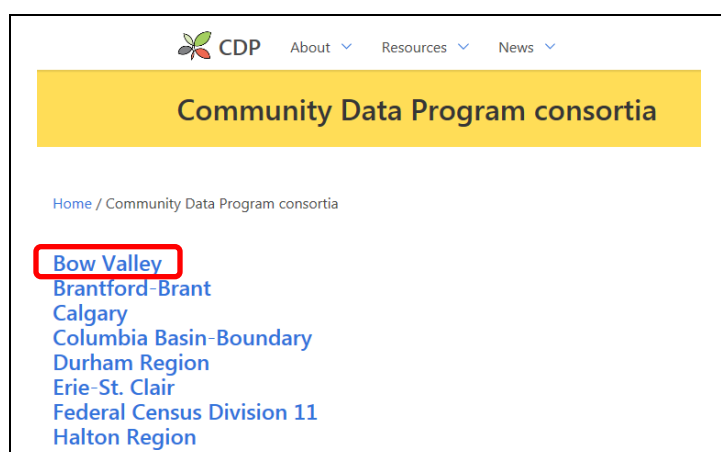 CDP About Resources News
Community Data Program consortia
Home / Community Data Program consortia
Bow Valley
Brantford-Brant
Calgary
Columbia Basin-Boundary
Durham Region
Erie-St. Clair
Federal Census Division 11
Halton Region